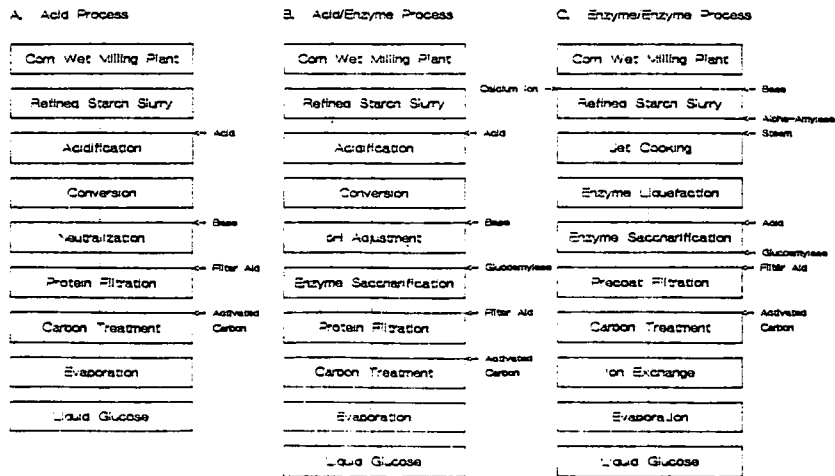 A. Acid Process
Corn Wet Milling Plant
Refined Starch Slurry
Acid
Acidification
Conversion
Base
Neutralization
Filter Aid
Protein Filtration
Activated
Carbon
Carbon Treatment
Evaporation
Liquid Glucose
B. Acid/Enzyme Process
Corn Wet Milling Plant
Refined Starch Slurry
Acid
Acidification
Conversion
Base
pH Adjustment
Glucoamylase
Enzyme Saccharification
Filter Aid
Protein Filtration
Activated
Carbon
Carbon Treatment
Evaporation
Liquid Glucose
C. Enzyme/Enzyme Process
Corn Wet Milling Plant
Calcium Ion
Base
Refined Starch Slurry
Alpha-Amylase
Steam
Jet Cooking
Enzyme Liquefaction
Acid
Enzyme Saccharification
Glucoamylase
Filter Aid
Precoat Filtration
Activated
Carbon
Carbon Treatment
Ion Exchange
Evaporation
Liquid Glucose